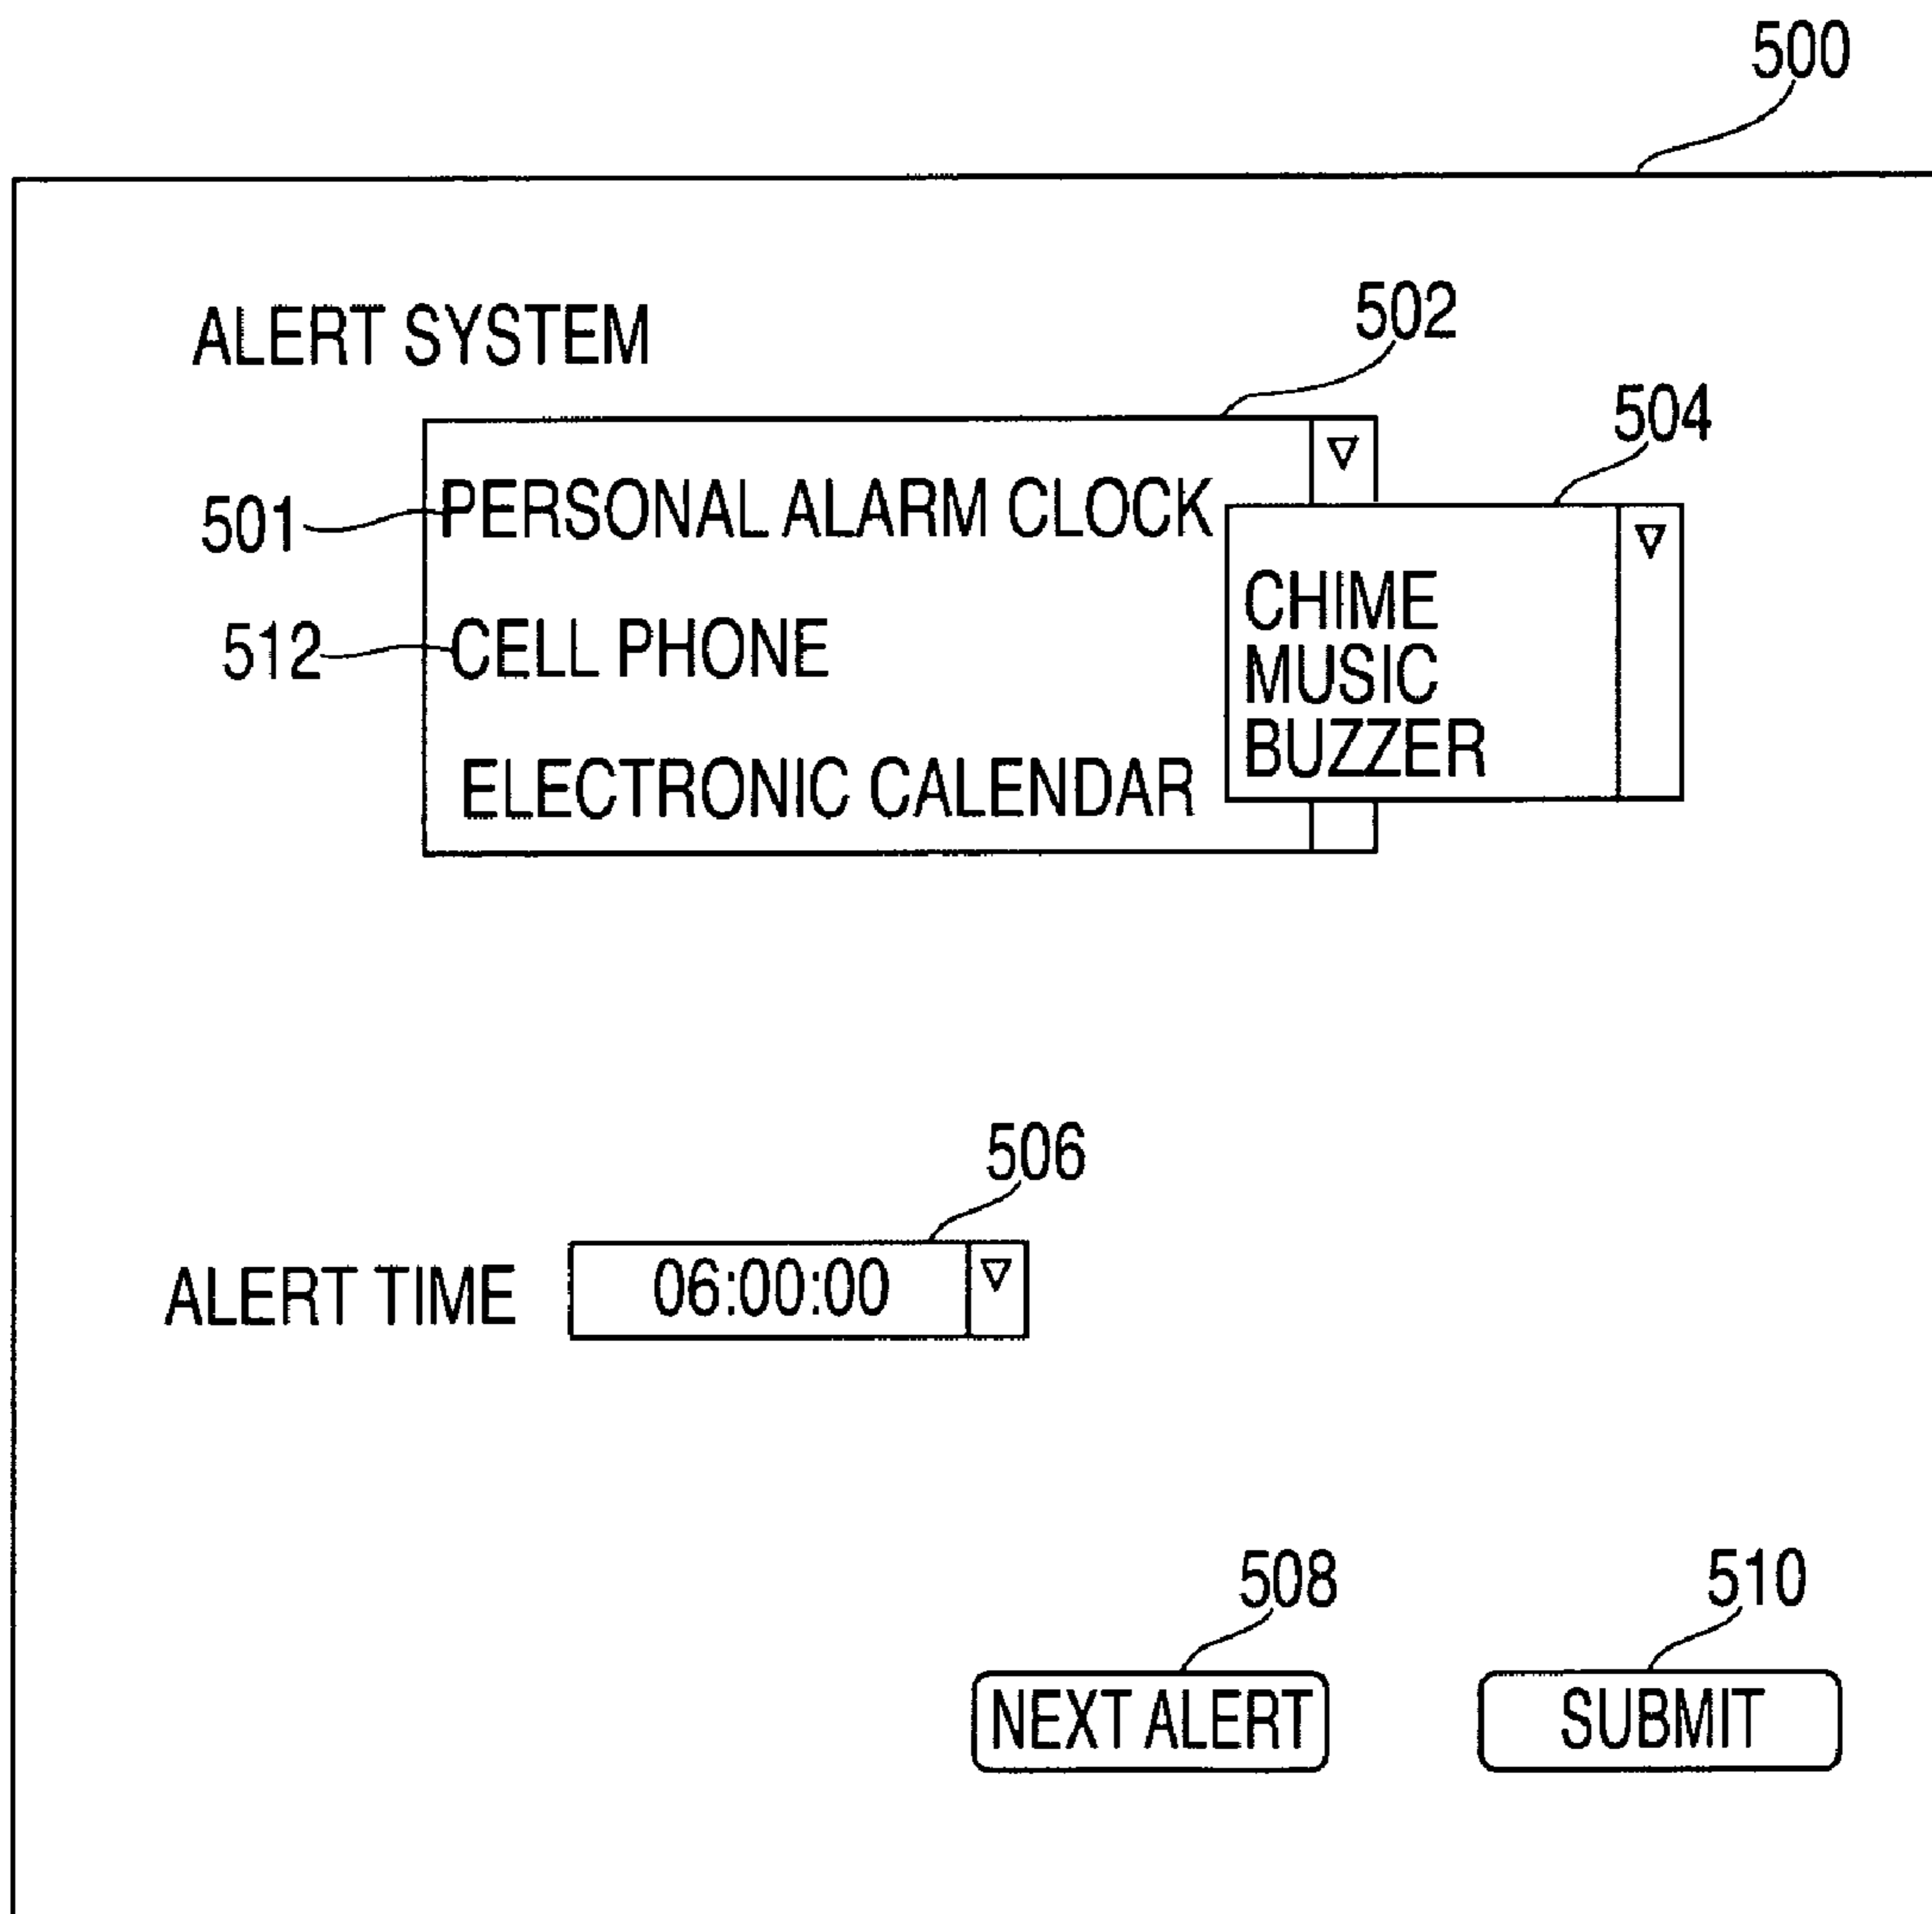 500
ALERT SYSTEM
502
504
501
PERSONAL ALARM CLOCK
CHIME
512
CELL PHONE
MUSIC
BUZZER
ELECTRONIC CALENDAR
506
ALERT TIME
06:00:00
508
510
NEXT ALERT
SUBMIT